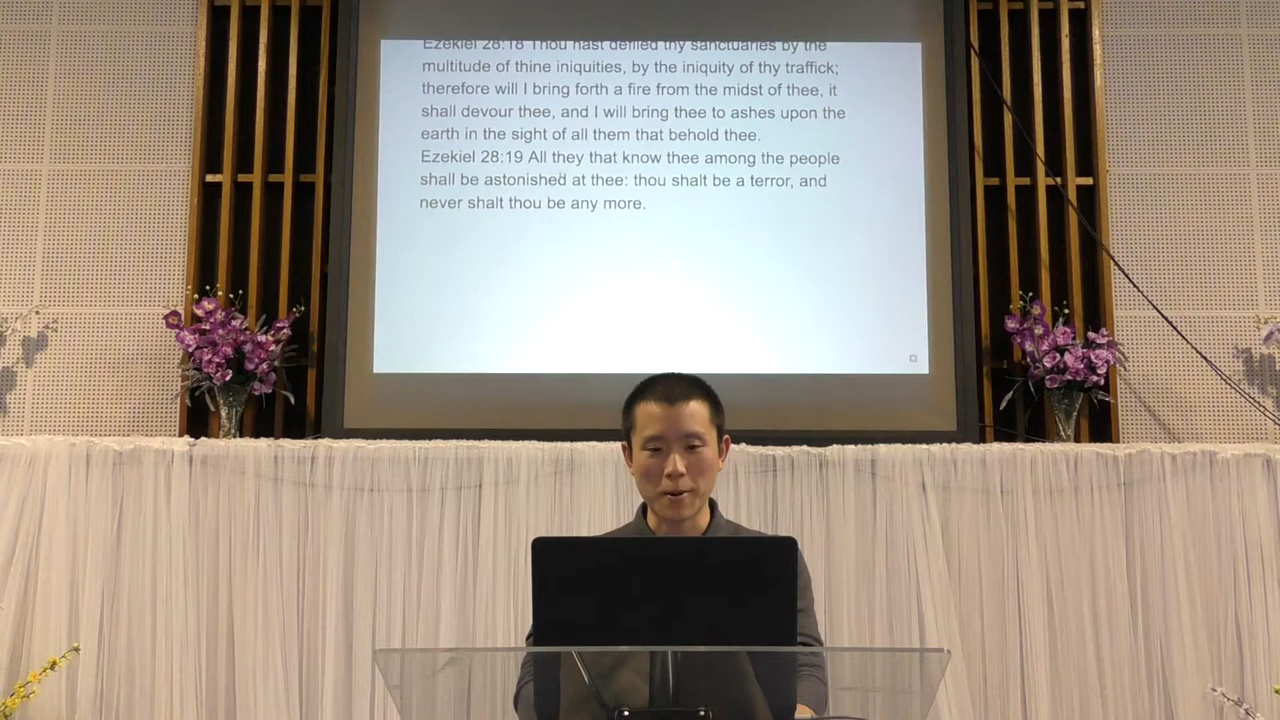 Ezekiel 28:18 Thou hast defiled thy sanctuaries by the
multitude of thine iniquities, by the iniquity of thy traffick;
therefore will I bring forth a fire from the midst of thee, it
shall devour thee, and I will bring thee to ashes upon the
earth in the sight of all them that behold thee.
Ezekiel 28:19 All they that know thee among the people
shall be astonished at thee: thou shalt be a terror, and
never shalt thou be any more.